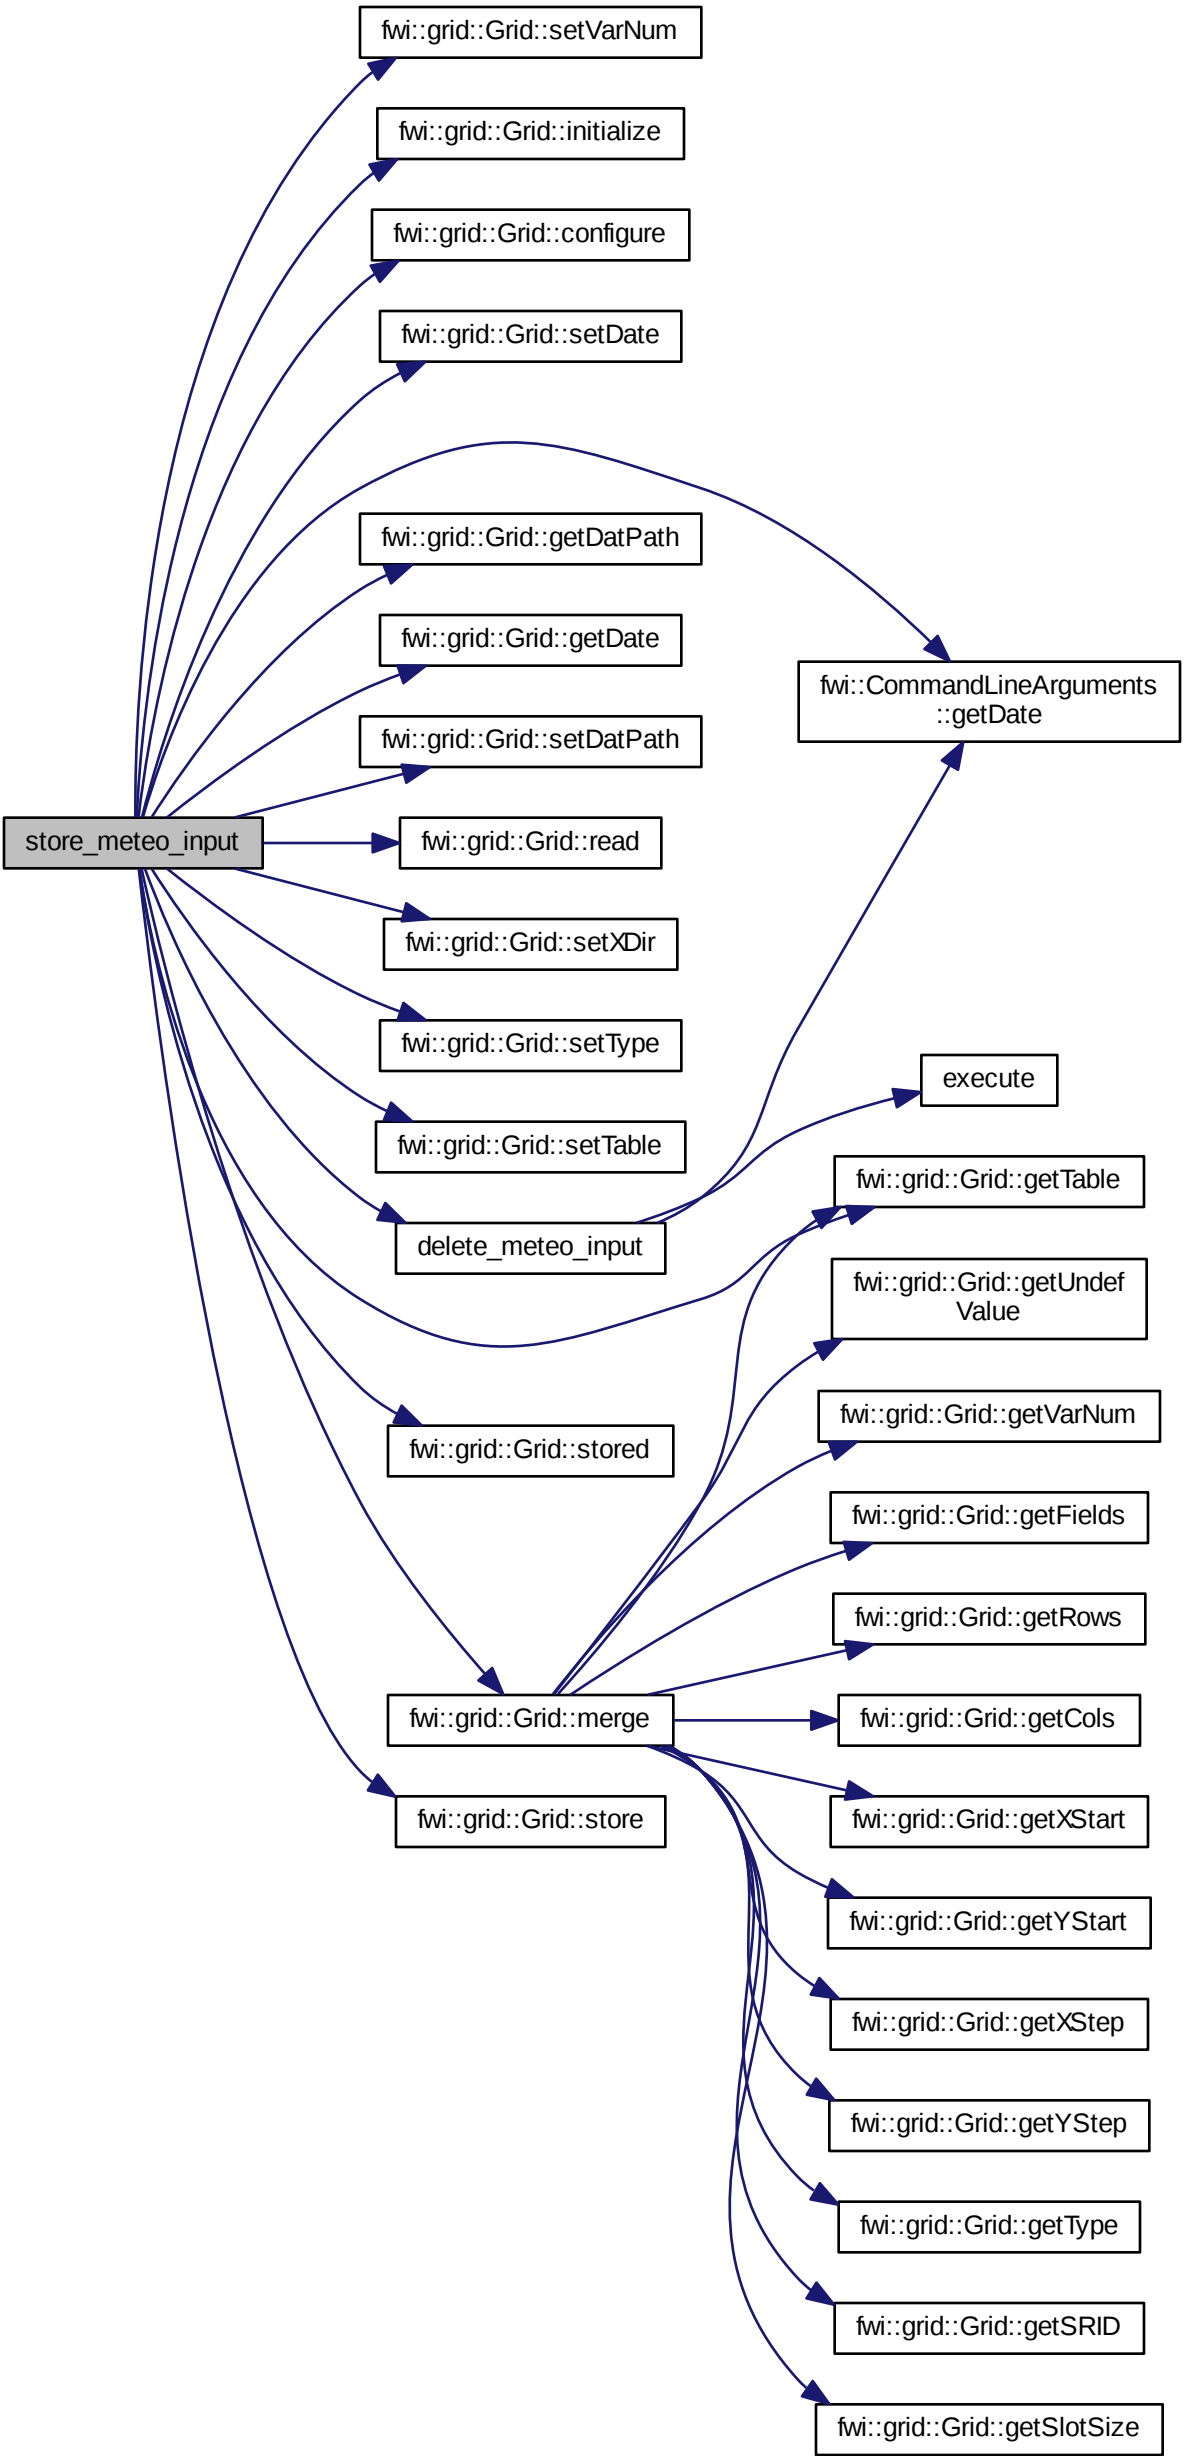 fwi::grid::Grid::setVarNum
fwi::grid::Grid::initialize
fwi::grid::Grid::configure
fwi::grid::Grid::setDate
fwi::grid::Grid::getDatPath
fwi::grid::Grid::getDate
fwi::CommandLineArguments
::getDate
fwi::grid::Grid::setDatPath
store_meteo_input
fwi::grid::Grid::read
fwi::grid::Grid::setXDir
fwi::grid::Grid::setType
execute
fwi::grid::Grid::setTable
fwi::grid::Grid::getTable
delete_meteo_input
fwi::grid::Grid::getUndef
Value
fwi::grid::Grid::getVarNum
fwi::grid::Grid::stored
fwi::grid::Grid::getFields
fwi::grid::Grid::getRows
fwi::grid::Grid::merge
fwi::grid::Grid::getCols
fwi::grid::Grid::store
fwi::grid::Grid::getXStart
fwi::grid::Grid::getYStart
fwi::grid::Grid::getXStep
fwi::grid::Grid::getYStep
fwi::grid::Grid::getType
fwi::grid::Grid::getSRID
fwi::grid::Grid::getSlotSize